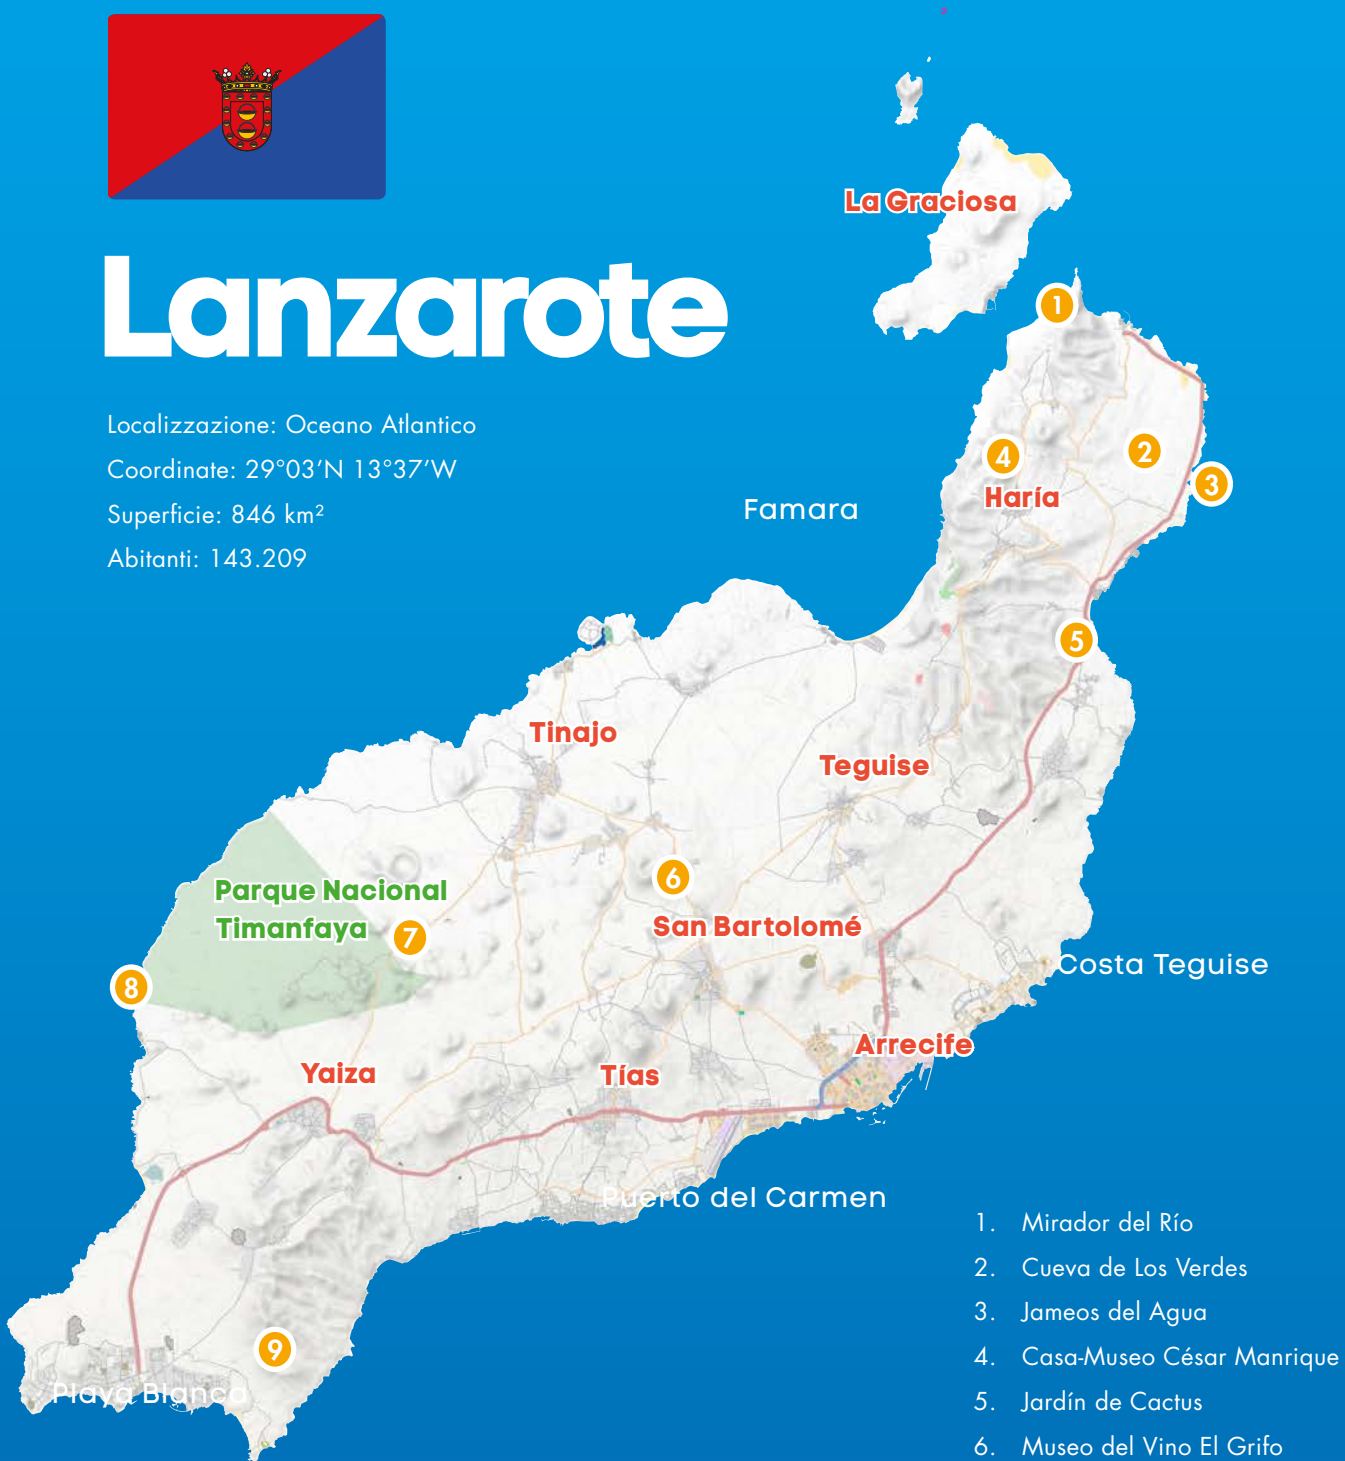 Lanzarote
Localizzazione: Oceano Atlantico
Coordinate: 29°03’N 13°37’W
Superficie: 846 km²
Abitanti: 143.209
La Graciosa
1
4
2
3
Haría
Famara
5
Tinajo
Teguise
6
Parque Nacional
Timanfaya
7
San Bartolomé
8
Costa Teguise
Arrecife
Yaiza
Tías
Puerto del Carmen
9
Playa Blanca
1. Mirador del Río
2. Cueva de Los Verdes
3. Jameos del Agua
4. Casa-Museo César Manrique
5. Jardín de Cactus
6. Museo del Vino El Grifo